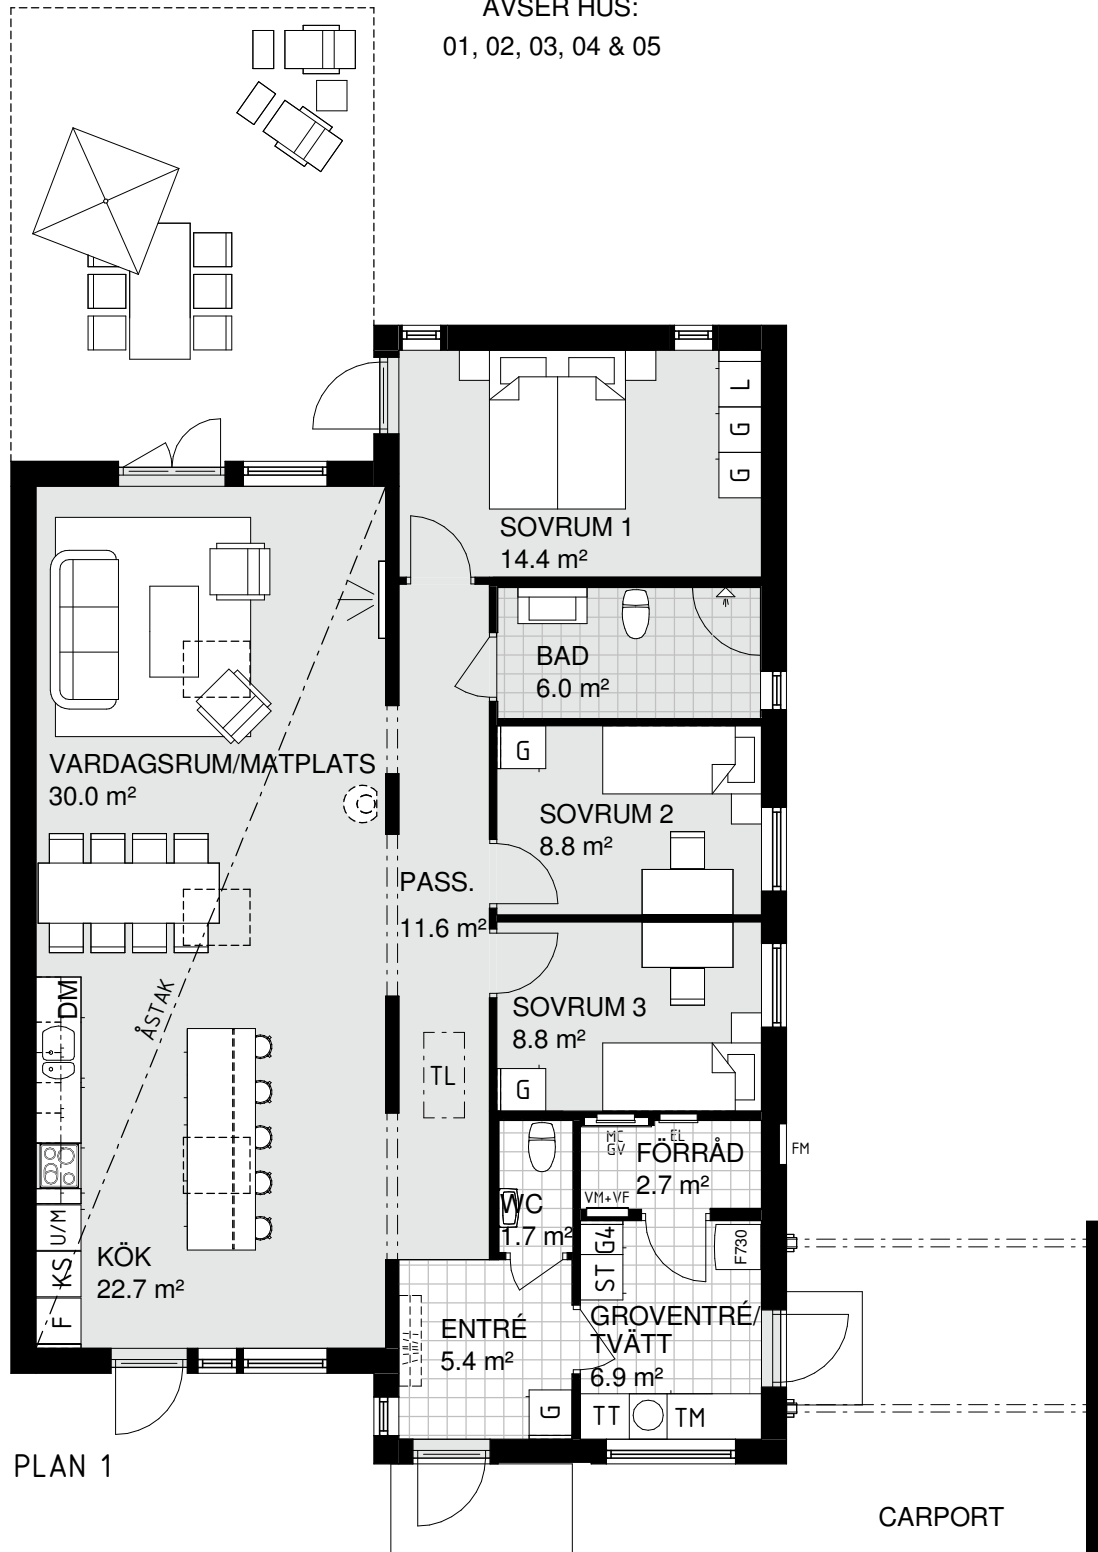 AVSER HUS:
01, 02, 03, 04 & 05
L
G
G
SOVRUM 1
14.4 m²
BAD
6.0 m²
G
VARDAGSRUM/MATPLATS
30.0 m²
SOVRUM 2
8.8 m²
PASS.
11.6 m²
DM
ÅSTAK
SOVRUM 3
8.8 m²
TL
G
MC
GV
EL
FÖRRÅD
2.7 m²
FM
VM+VF
WC
1.7 m²
U/M
KS
F
KÖK
22.7 m²
G4
ST
F730
ENTRÉ
5.4 m²
GROVENTRÉ/
TVÄTT
6.9 m²
G
TT
TM
PLAN 1
CARPORT